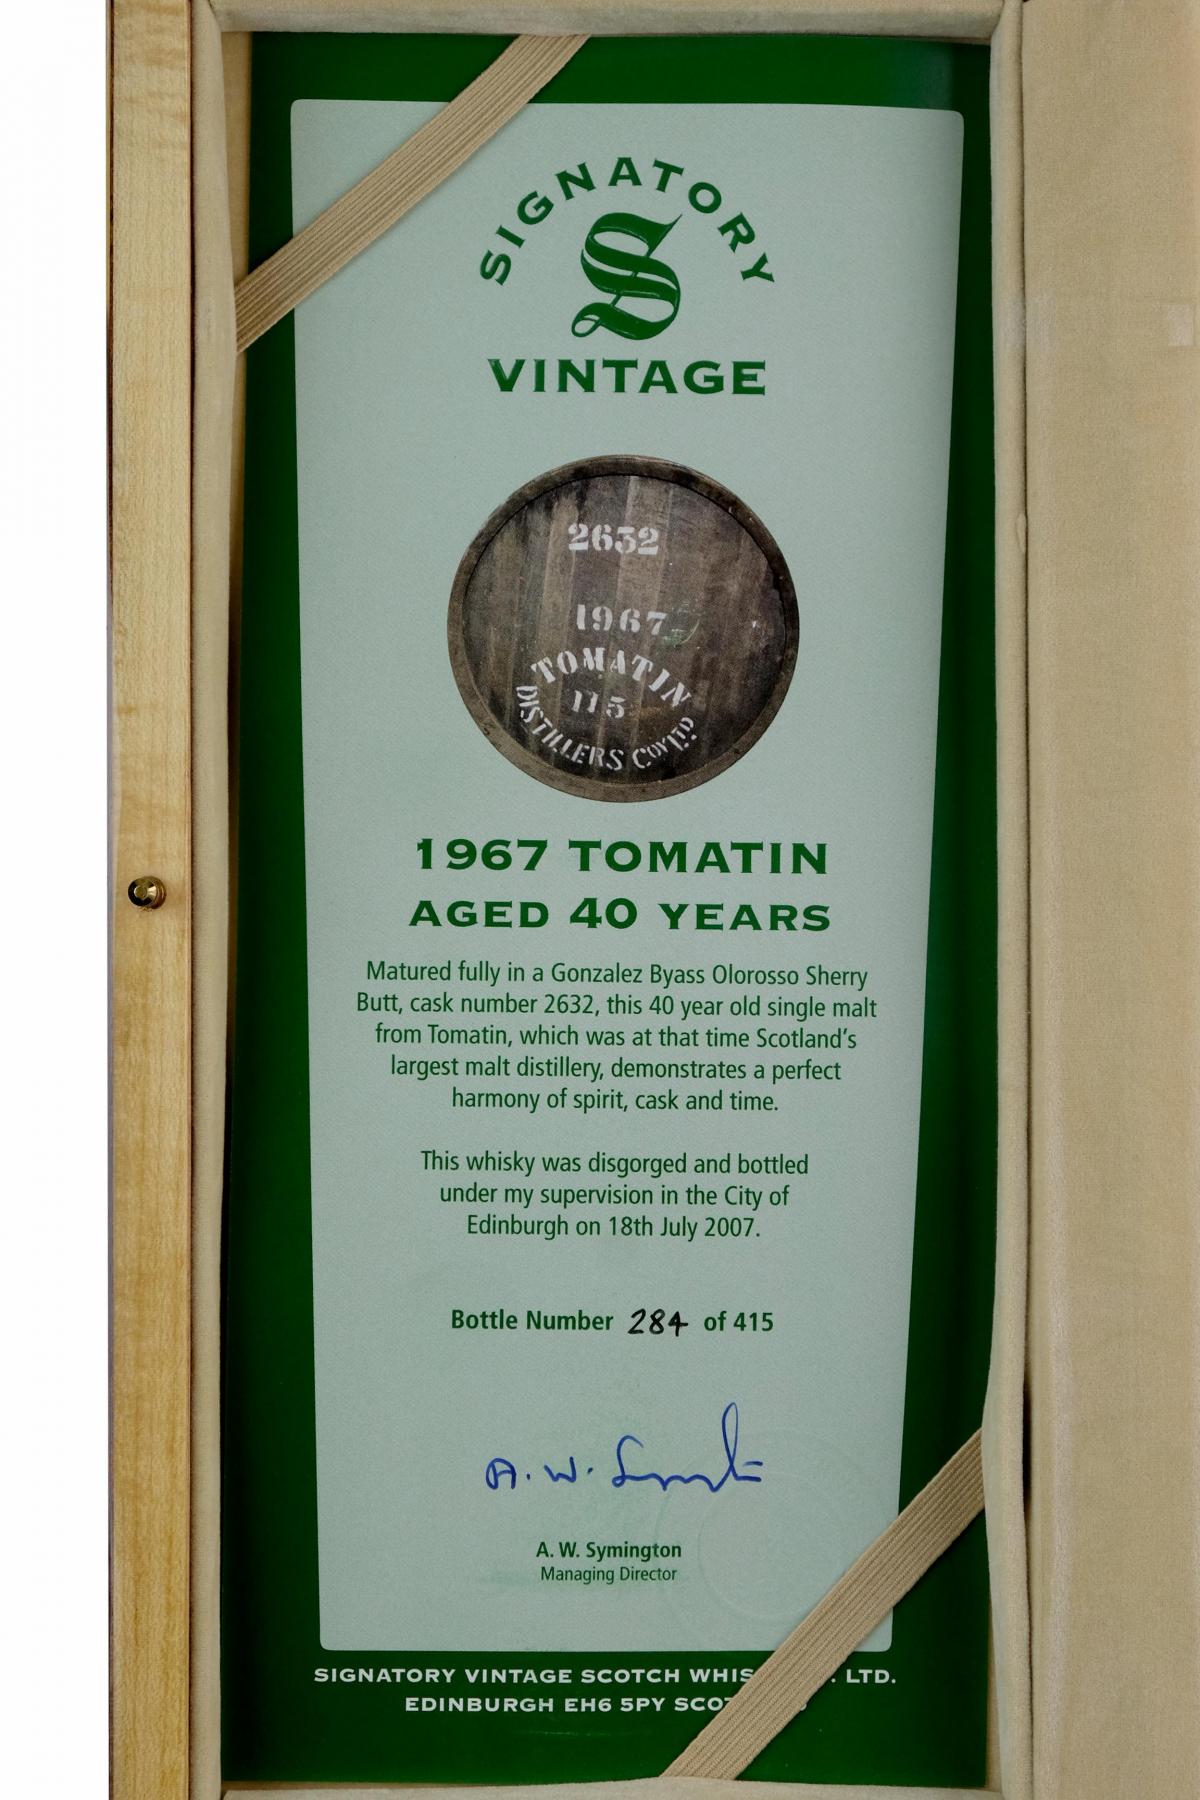 SIGNATORY
S
VINTAGE
2632
1967
TOMATIN
115
DISTILLERS COY LTD
1967 TOMATIN
AGED 40 YEARS
Matured fully in a Gonzalez Byass Olorosso Sherry
Butt, cask number 2632, this 40 year old single malt
from Tomatin, which was at that time Scotland's
largest malt distillery, demonstrates a perfect
harmony of spirit, cask and time.
This whisky was disgorged and bottled
under my supervision in the City of
Edinburgh on 18th July 2007.
Bottle Number 284 of 415
A. W. Symington
A. W. Symington
Managing Director
SIGNATORY VINTAGE SCOTCH LTD.
EDINBURGH EH6 5PY